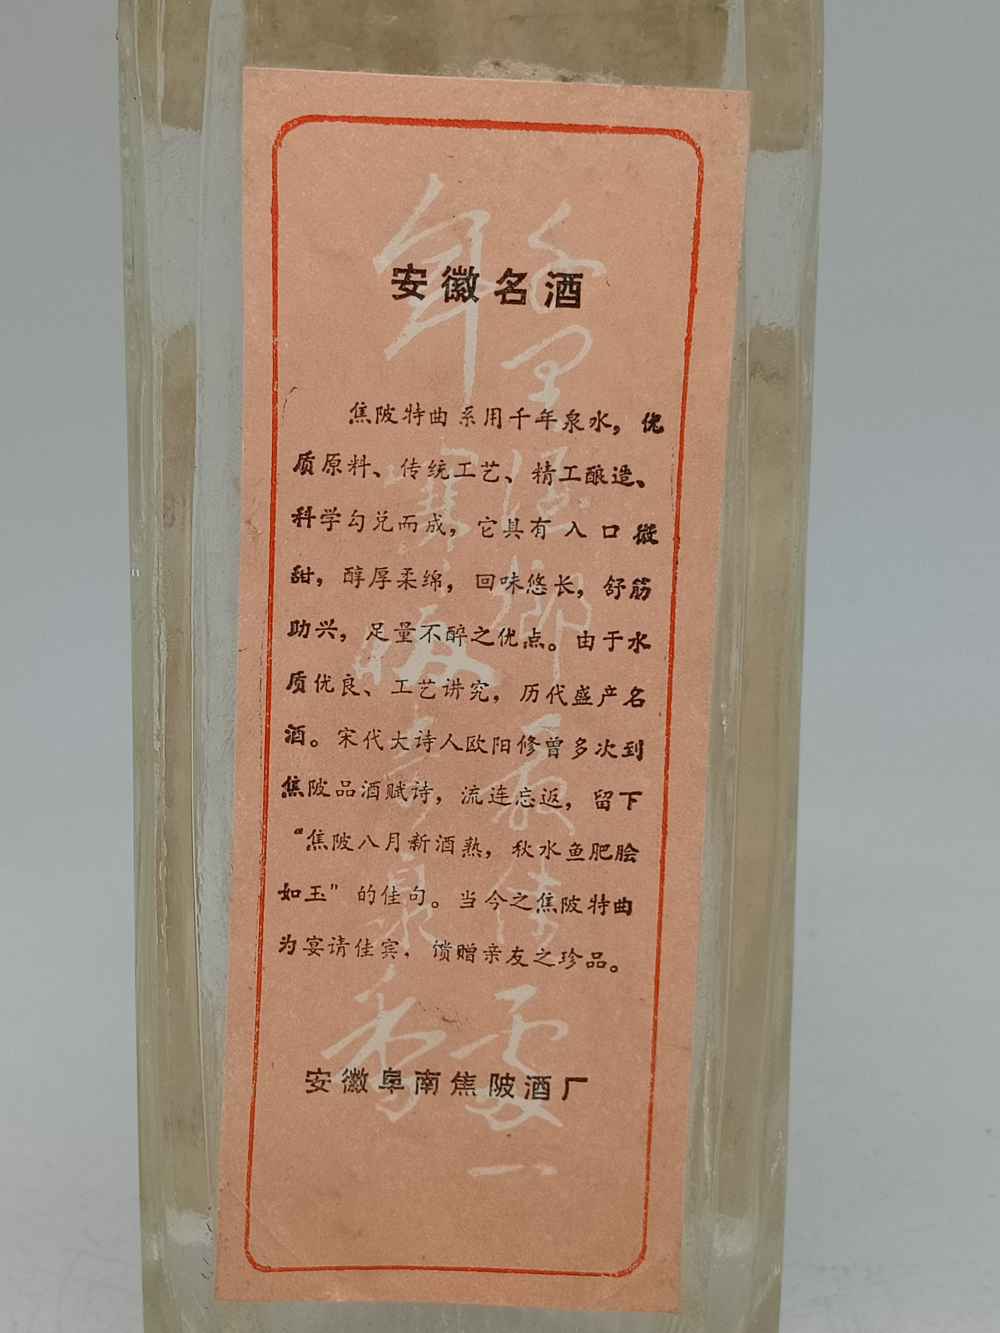 安徽名酒
焦陂特曲系用千年泉水，优
质原料、传统工艺、精工酿造、
科学勾兑而成，它具有入口微
甜，醇厚柔绵，回味悠长，舒筋
助兴，足量不醉之优点。由于水
质优良、工艺讲究，历代盛产名
酒。宋代大诗人欧阳修曾多次到
焦陂品酒赋诗，流连忘返，留下
“焦陂八月新酒熟，秋水鱼肥脍
如玉”的佳句。当今之焦陂特曲
为宴请佳宾，馈赠亲友之珍品。
安徽阜南焦陂酒厂